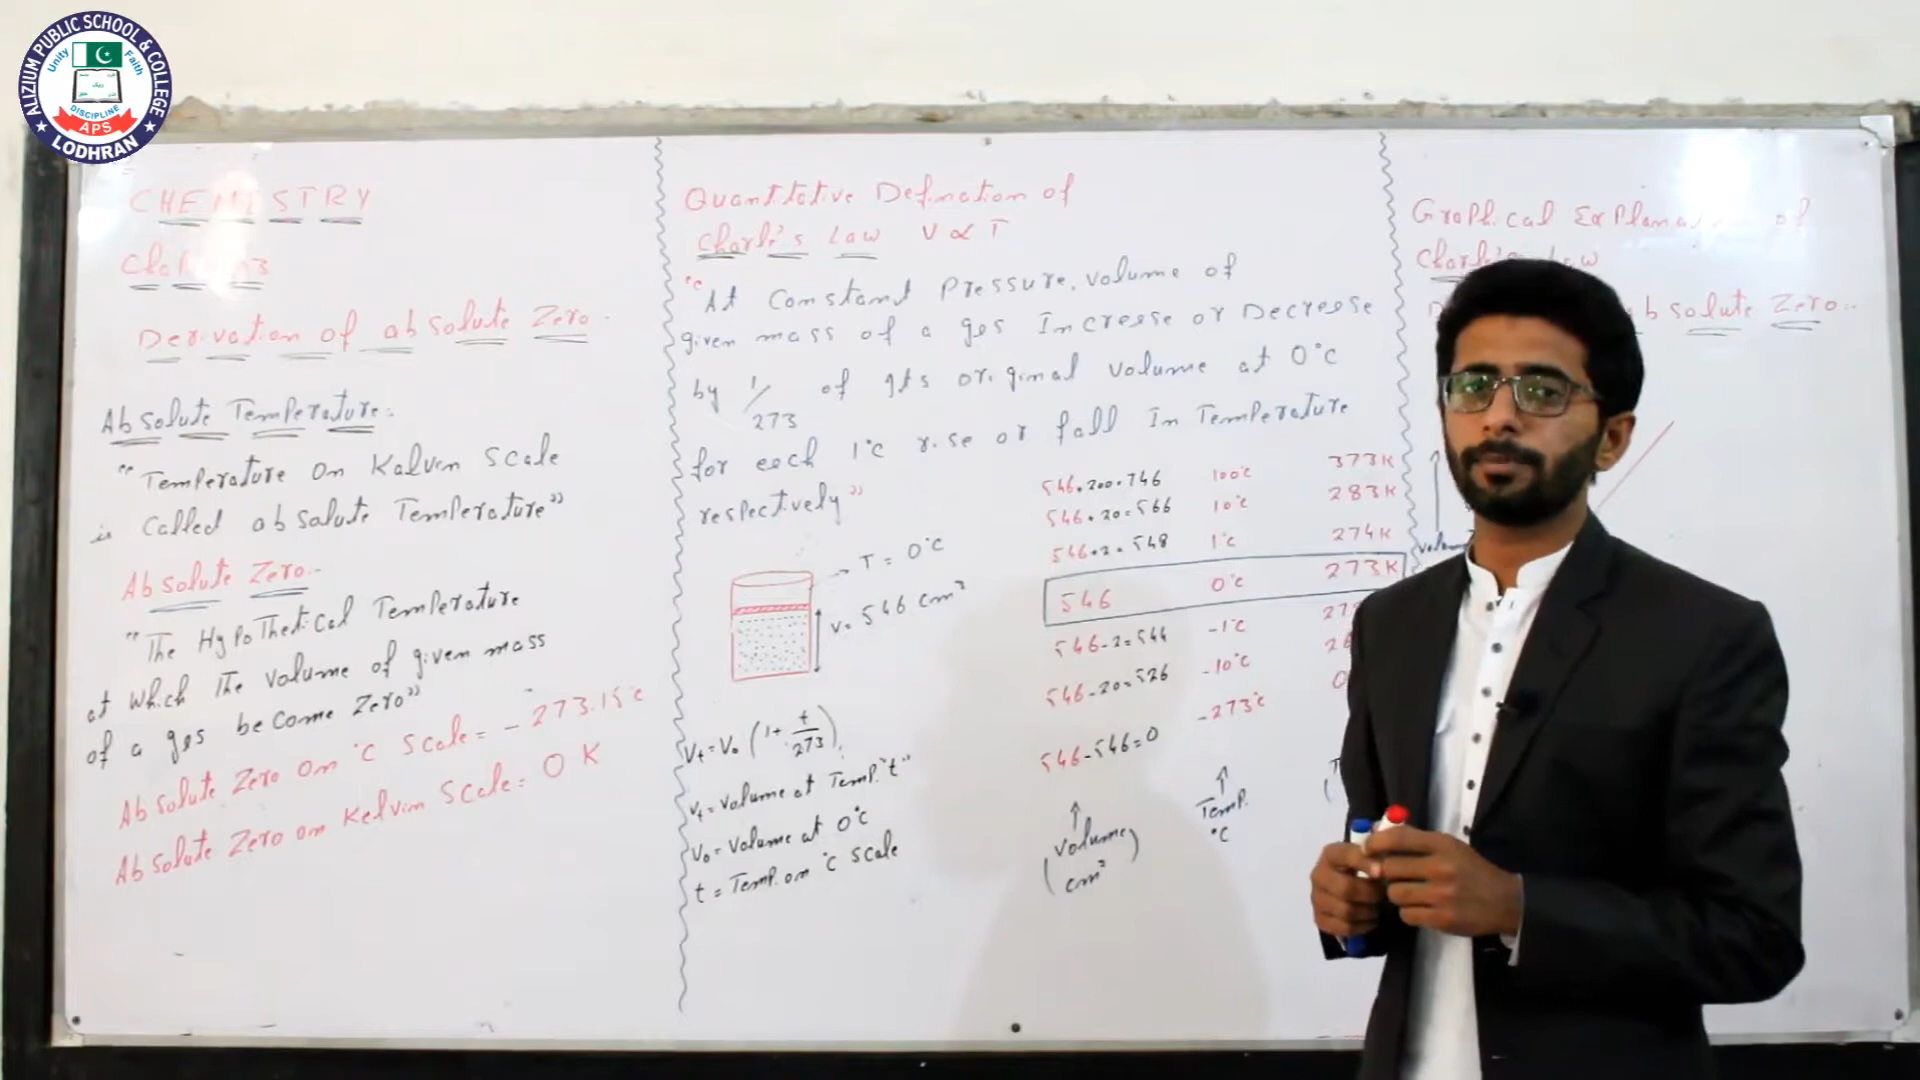 ALIZIUM PUBLIC SCHOOL & COLLEGE
Unity
Faith
DISCIPLINE
APS
LODHRAN
CHEMISTRY
Derivation of absolute Zero.
Absolute Temperature:
"Temperature on Kalvin Scale
is Called absolute Temperature"
Absolute Zero:-
"The Hypothetical Temperature
at Which The volume of given mass
of a gas become Zero"
Absolute Zero on °C Scale = -273.15°C
Absolute Zero on Kelvin Scale = 0 K
Quantitative Defination of
Charle's Law V ∝ T
"At Constant Pressure, volume of
given mass of a gas Increase or Decrease
by 1/273 of Its original volume at 0°C
for each 1°C rise or fall In Temperature
respectively"
T = 0°C
V = 546 cm³
Vt = V₀ (1 + t/273)
Vt = Volume at Temp. "t"
V₀ = Volume at 0°C
t = Temp. on °C Scale
546+200=746 100°C 373K
546+20=566 10°C 283K
546+2=548 1°C 274K
546 0°C 273K
546-2=544 -1°C
546-20=526 -10°C
546-546=0 -273°C
↑ ↑
(Volume) Temp.
cm³ °C
Graphical Explanation of
Charle's Law
absolute Zero..
volume